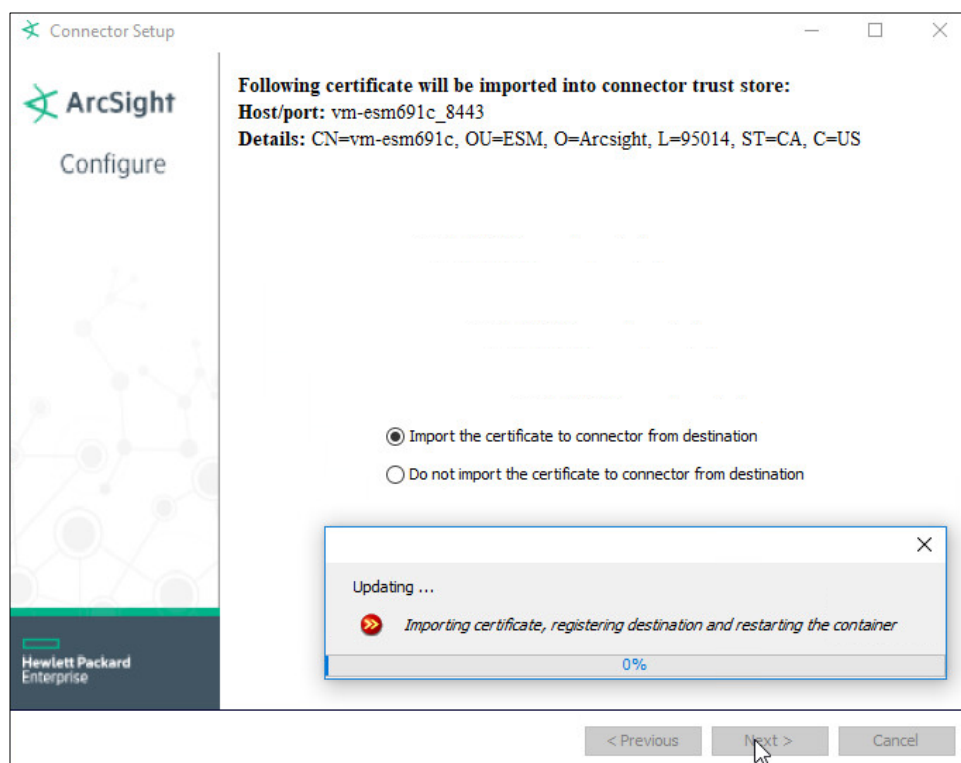 Connector Setup
ArcSight
Configure
Following certificate will be imported into connector trust store:
Host/port: vm-esm691c_8443
Details: CN=vm-esm691c, OU=ESM, O=Arcsight, L=95014, ST=CA, C=US
Import the certificate to connector from destination
Do not import the certificate to connector from destination
Updating ...
Importing certificate, registering destination and restarting the container
0%
Hewlett Packard
Enterprise
< Previous
Next >
Cancel